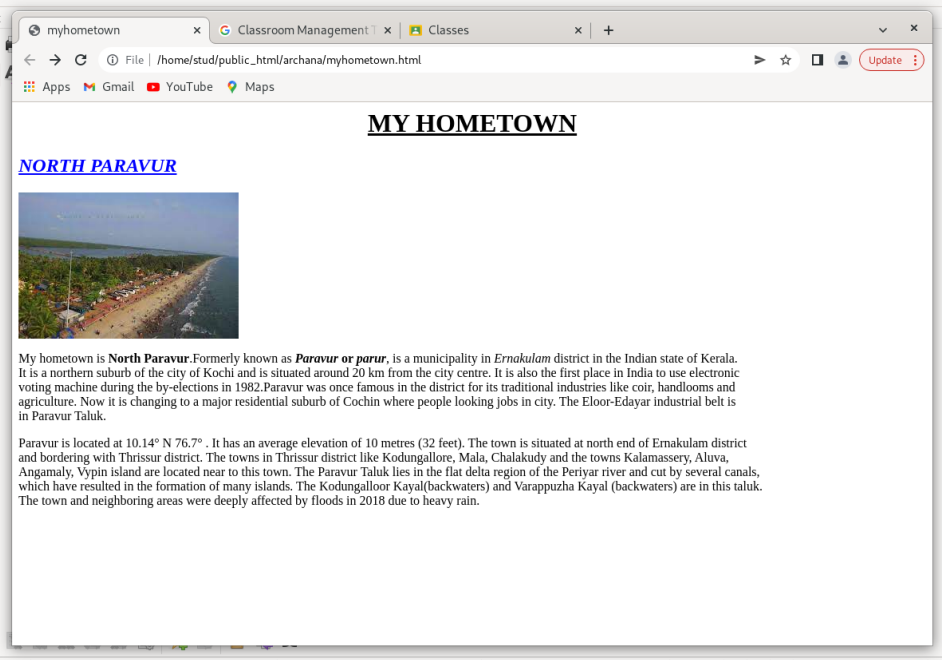 myhometown
Classroom Management T
Classes
File
/home/stud/public_html/archana/myhometown.html
Update
Apps
Gmail
YouTube
Maps
MY HOMETOWN
NORTH PARAVUR
My hometown is North Paravur.Formerly known as Paravur or parur, is a municipality in Ernakulam district in the Indian state of Kerala.
It is a northern suburb of the city of Kochi and is situated around 20 km from the city centre. It is also the first place in India to use electronic
voting machine during the by-elections in 1982.Paravur was once famous in the district for its traditional industries like coir, handlooms and
agriculture. Now it is changing to a major residential suburb of Cochin where people looking jobs in city. The Eloor-Edayar industrial belt is
in Paravur Taluk.
Paravur is located at 10.14° N 76.7° . It has an average elevation of 10 metres (32 feet). The town is situated at north end of Ernakulam district
and bordering with Thrissur district. The towns in Thrissur district like Kodungallore, Mala, Chalakudy and the towns Kalamassery, Aluva,
Angamaly, Vypin island are located near to this town. The Paravur Taluk lies in the flat delta region of the Periyar river and cut by several canals,
which have resulted in the formation of many islands. The Kodungalloor Kayal(backwaters) and Varappuzha Kayal (backwaters) are in this taluk.
The town and neighboring areas were deeply affected by floods in 2018 due to heavy rain.